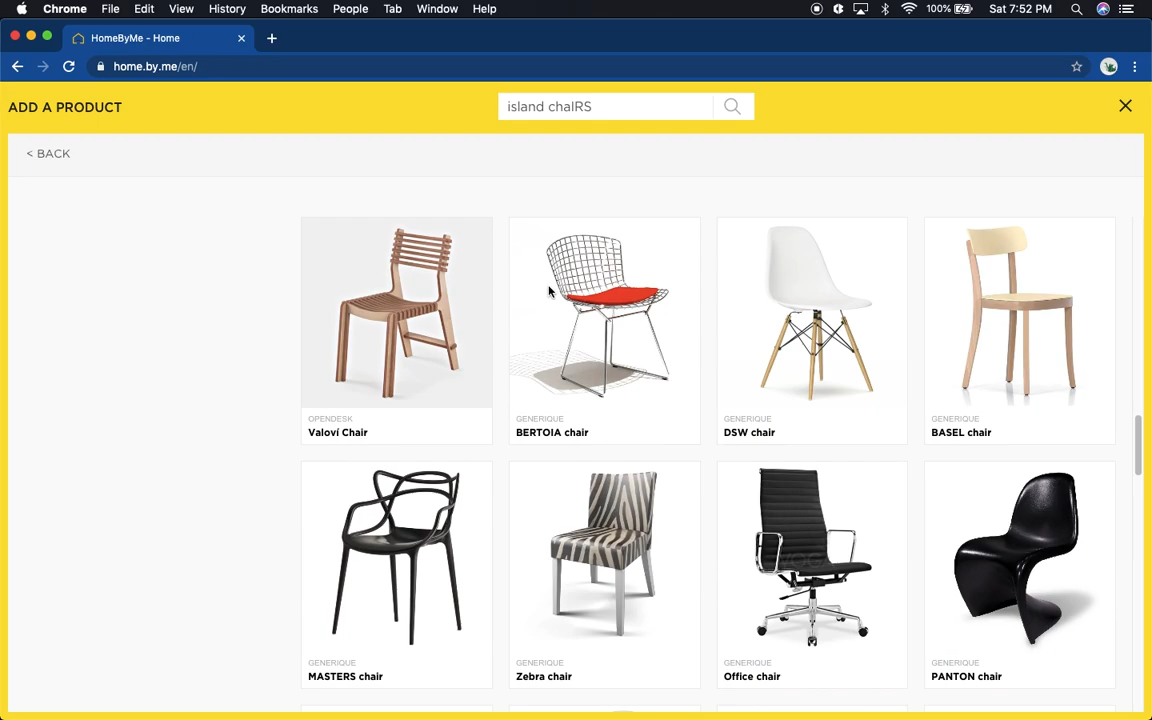 Chrome File Edit View History Bookmarks People Tab Window Help 100% Sat 7:52 PM
HomeByMe - Home
home.by.me/en/
ADD A PRODUCT
island chaIRS
< BACK
OPENDESK
Valoví Chair
GENERIQUE
BERTOIA chair
GENERIQUE
DSW chair
GENERIQUE
BASEL chair
GENERIQUE
MASTERS chair
GENERIQUE
Zebra chair
GENERIQUE
Office chair
GENERIQUE
PANTON chair